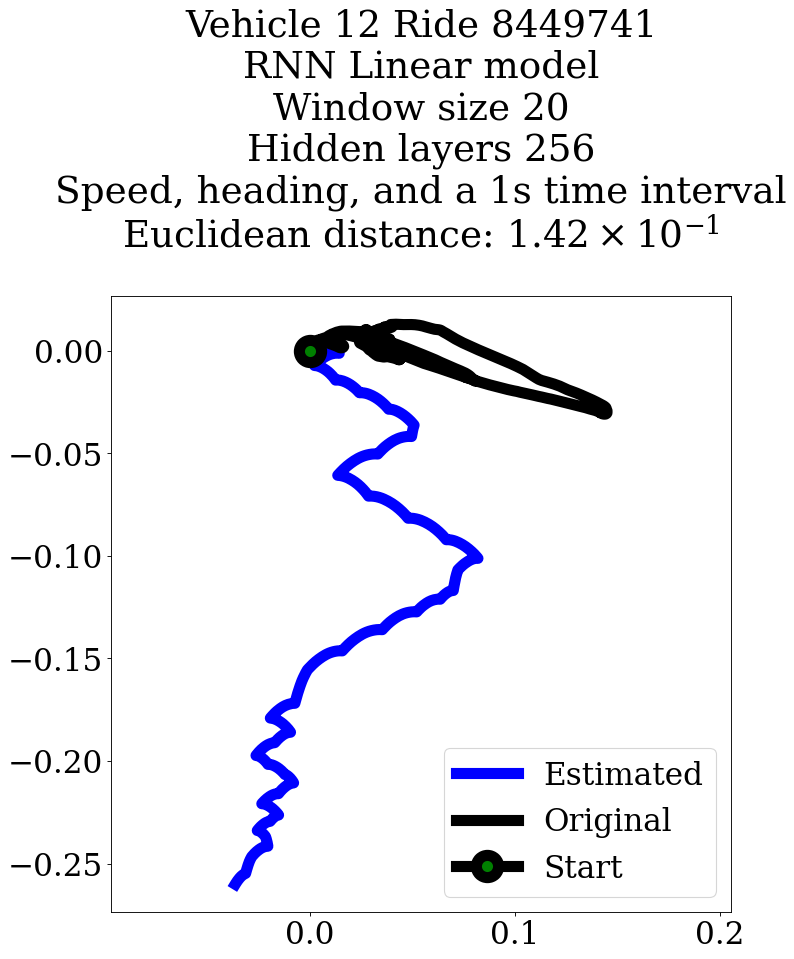 Vehicle 12 Ride 8449741
RNN Linear model
Window size 20
Hidden layers 256
Speed, heading, and a 1s time interval
Euclidean distance: 1.42 × 10⁻¹
0.00
−0.05
−0.10
−0.15
−0.20
−0.25
Estimated
Original
Start
0.0 0.1 0.2